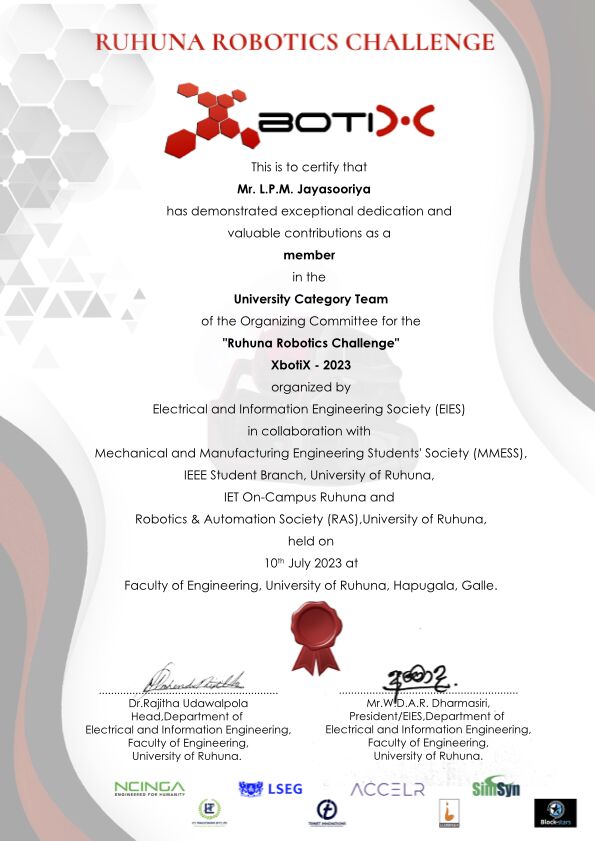 RUHUNA ROBOTICS CHALLENGE
XBOTIX
This is to certify that
Mr. L.P.M. Jayasooriya
has demonstrated exceptional dedication and
valuable contributions as a
member
in the
University Category Team
of the Organizing Committee for the
"Ruhuna Robotics Challenge"
XbotiX - 2023
organized by
Electrical and Information Engineering Society (EIES)
in collaboration with
Mechanical and Manufacturing Engineering Students' Society (MMESS),
IEEE Student Branch, University of Ruhuna,
IET On-Campus Ruhuna and
Robotics & Automation Society (RAS),University of Ruhuna,
held on
10th July 2023 at
Faculty of Engineering, University of Ruhuna, Hapugala, Galle.
Dr.Rajitha Udawalpola
Head,Department of
Electrical and Information Engineering,
Faculty of Engineering,
University of Ruhuna.
Mr.W.D.A.R. Dharmasiri,
President/EIES,Department of
Electrical and Information Engineering,
Faculty of Engineering,
University of Ruhuna.
NCINGA
ENGINEERED FOR HUMANITY
LSEG
ACCELR
SimSyn
TENET INNOVATIONS
Black-stars